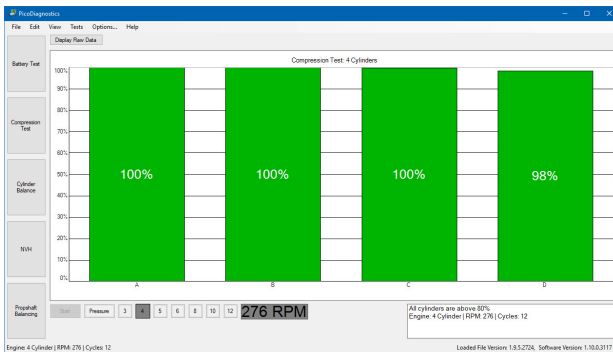 PicoDiagnostics
File Edit View Tests Options... Help
Display Raw Data
Battery Test
Compression
Test
Cylinder
Balance
NVH
Propshaft
Balancing
Compression Test: 4 Cylinders
100%
90%
80%
70%
60%
50%
40%
30%
20%
10%
0%
100% 100% 100% 98%
A B C D
Start Pressure 3 4 5 6 8 10 12 276 RPM
All cylinders are above 80%
Engine: 4 Cylinder | RPM: 276 | Cycles: 12
Engine: 4 Cylinder | RPM: 276 | Cycles: 12
Loaded File Version: 1.9.5.2724, Software Version: 1.10.0.3117